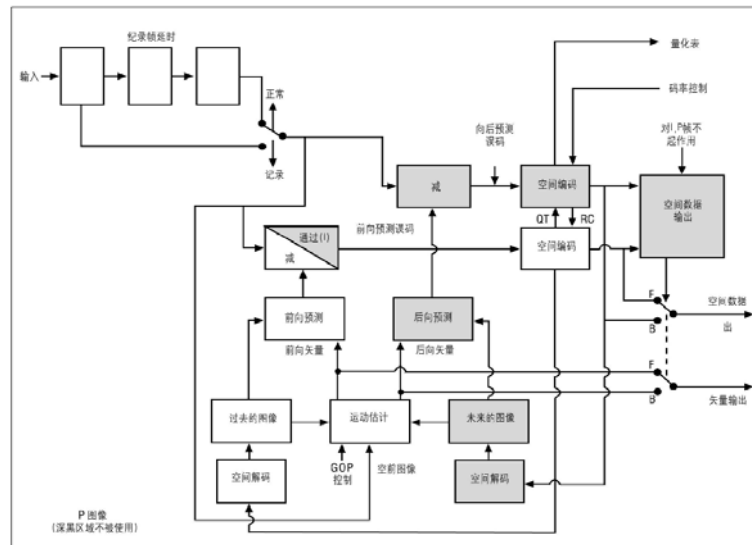 纪录帧延时
量化表
输入
正常
码率控制
向后预测
误码
对I,P帧不
起作用
记录
减
空间编码
空间数据
输出
QT
RC
通过(I)
减
前向预测误码
空间编码
F
空间数据
出
B
前向预测
后向预测
前向矢量
后向矢量
F
矢量输出
B
过去的图像
运动估计
未来的图像
GOP
控制
空前图像
空间解码
空间解码
P图像
(深黑区域不被使用)